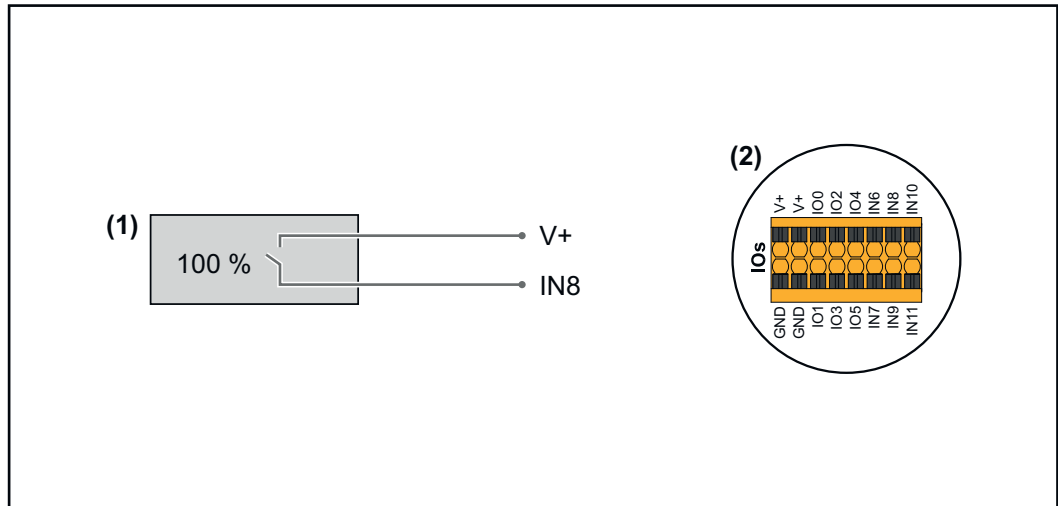 (1)
100 %
V+
IN8
(2)
IOs
V+
V+
IO0
IO2
IO4
IN6
IN8
IN10
GND
GND
IO1
IO3
IO5
IN7
IN9
IN11